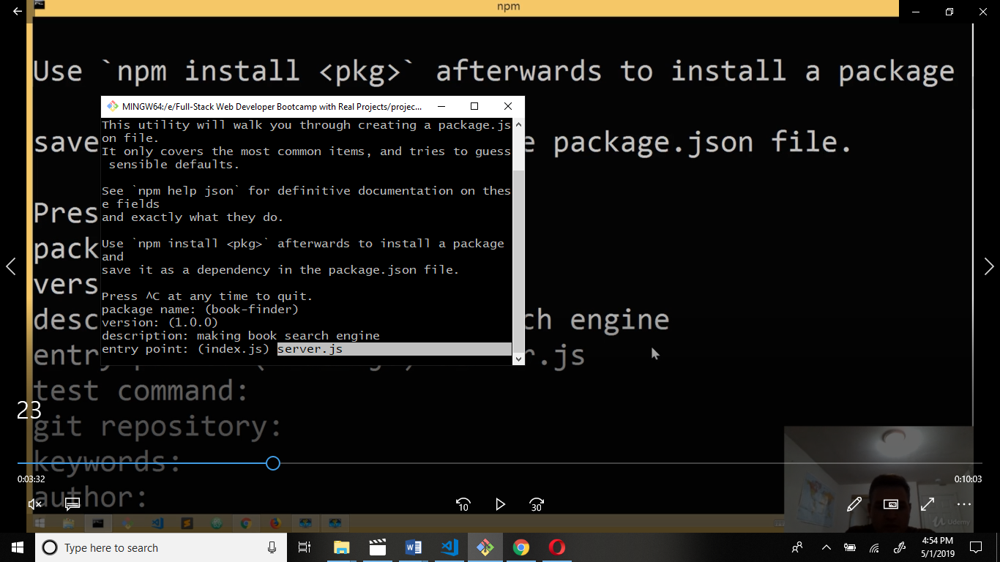 npm
Use `npm install <pkg>` afterwards to install a package
save
e package.json file.
MINGW64:/e/Full-Stack Web Developer Bootcamp with Real Projects/projec...
This utility will walk you through creating a package.js
on file.
It only covers the most common items, and tries to guess
sensible defaults.
See `npm help json` for definitive documentation on thes
e fields
and exactly what they do.
Use `npm install <pkg>` afterwards to install a package
and
save it as a dependency in the package.json file.
Press ^C at any time to quit.
package name: (book-finder)
version: (1.0.0)
description: making book search engine
entry point: (index.js) server.js
Pres
pack
vers
desc
ch engine
entry
r.js
test command:
git repository:
keywords:
author:
23
0:03:32
0:10:03
10
30
Udemy
Type here to search
4:54 PM
5/1/2019